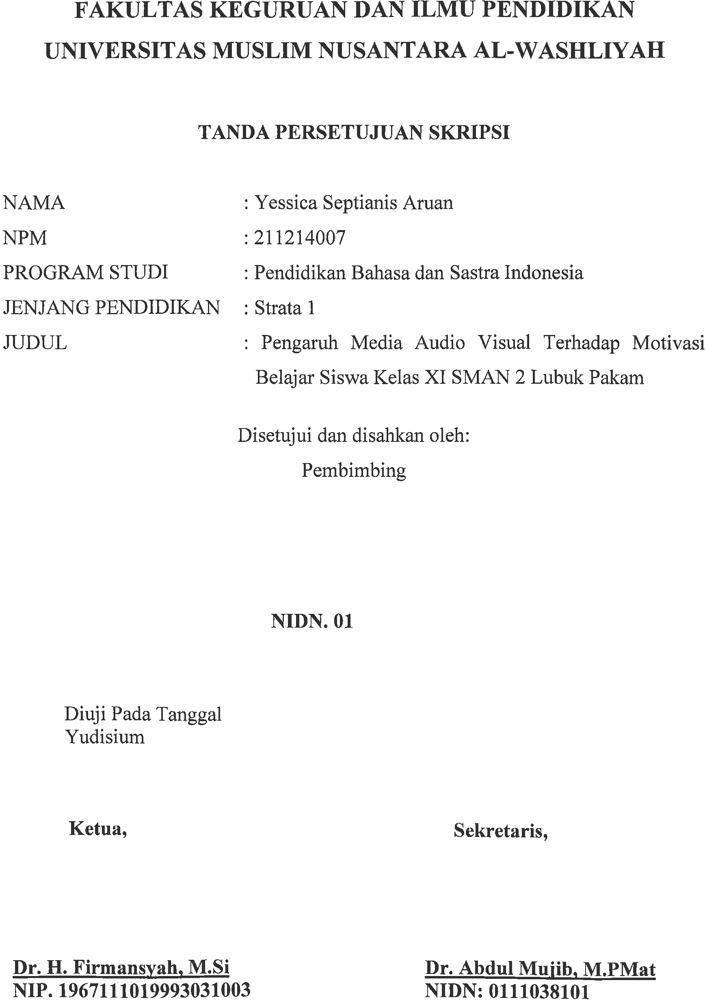 FAKULTAS KEGURUAN DAN ILMU PENDIDIKAN
UNIVERSITAS MUSLIM NUSANTARA AL-WASHLIYAH
TANDA PERSETUJUAN SKRIPSI
NAMA : Yessica Septianis Aruan
NPM : 211214007
PROGRAM STUDI : Pendidikan Bahasa dan Sastra Indonesia
JENJANG PENDIDIKAN : Strata 1
JUDUL : Pengaruh Media Audio Visual Terhadap Motivasi
Belajar Siswa Kelas XI SMAN 2 Lubuk Pakam
Disetujui dan disahkan oleh:
Pembimbing
NIDN. 01
Diuji Pada Tanggal
Yudisium
Ketua, Sekretaris,
Dr. H. Firmansyah, M.Si Dr. Abdul Mujib, M.PMat
NIP. 1967111019993031003 NIDN: 0111038101